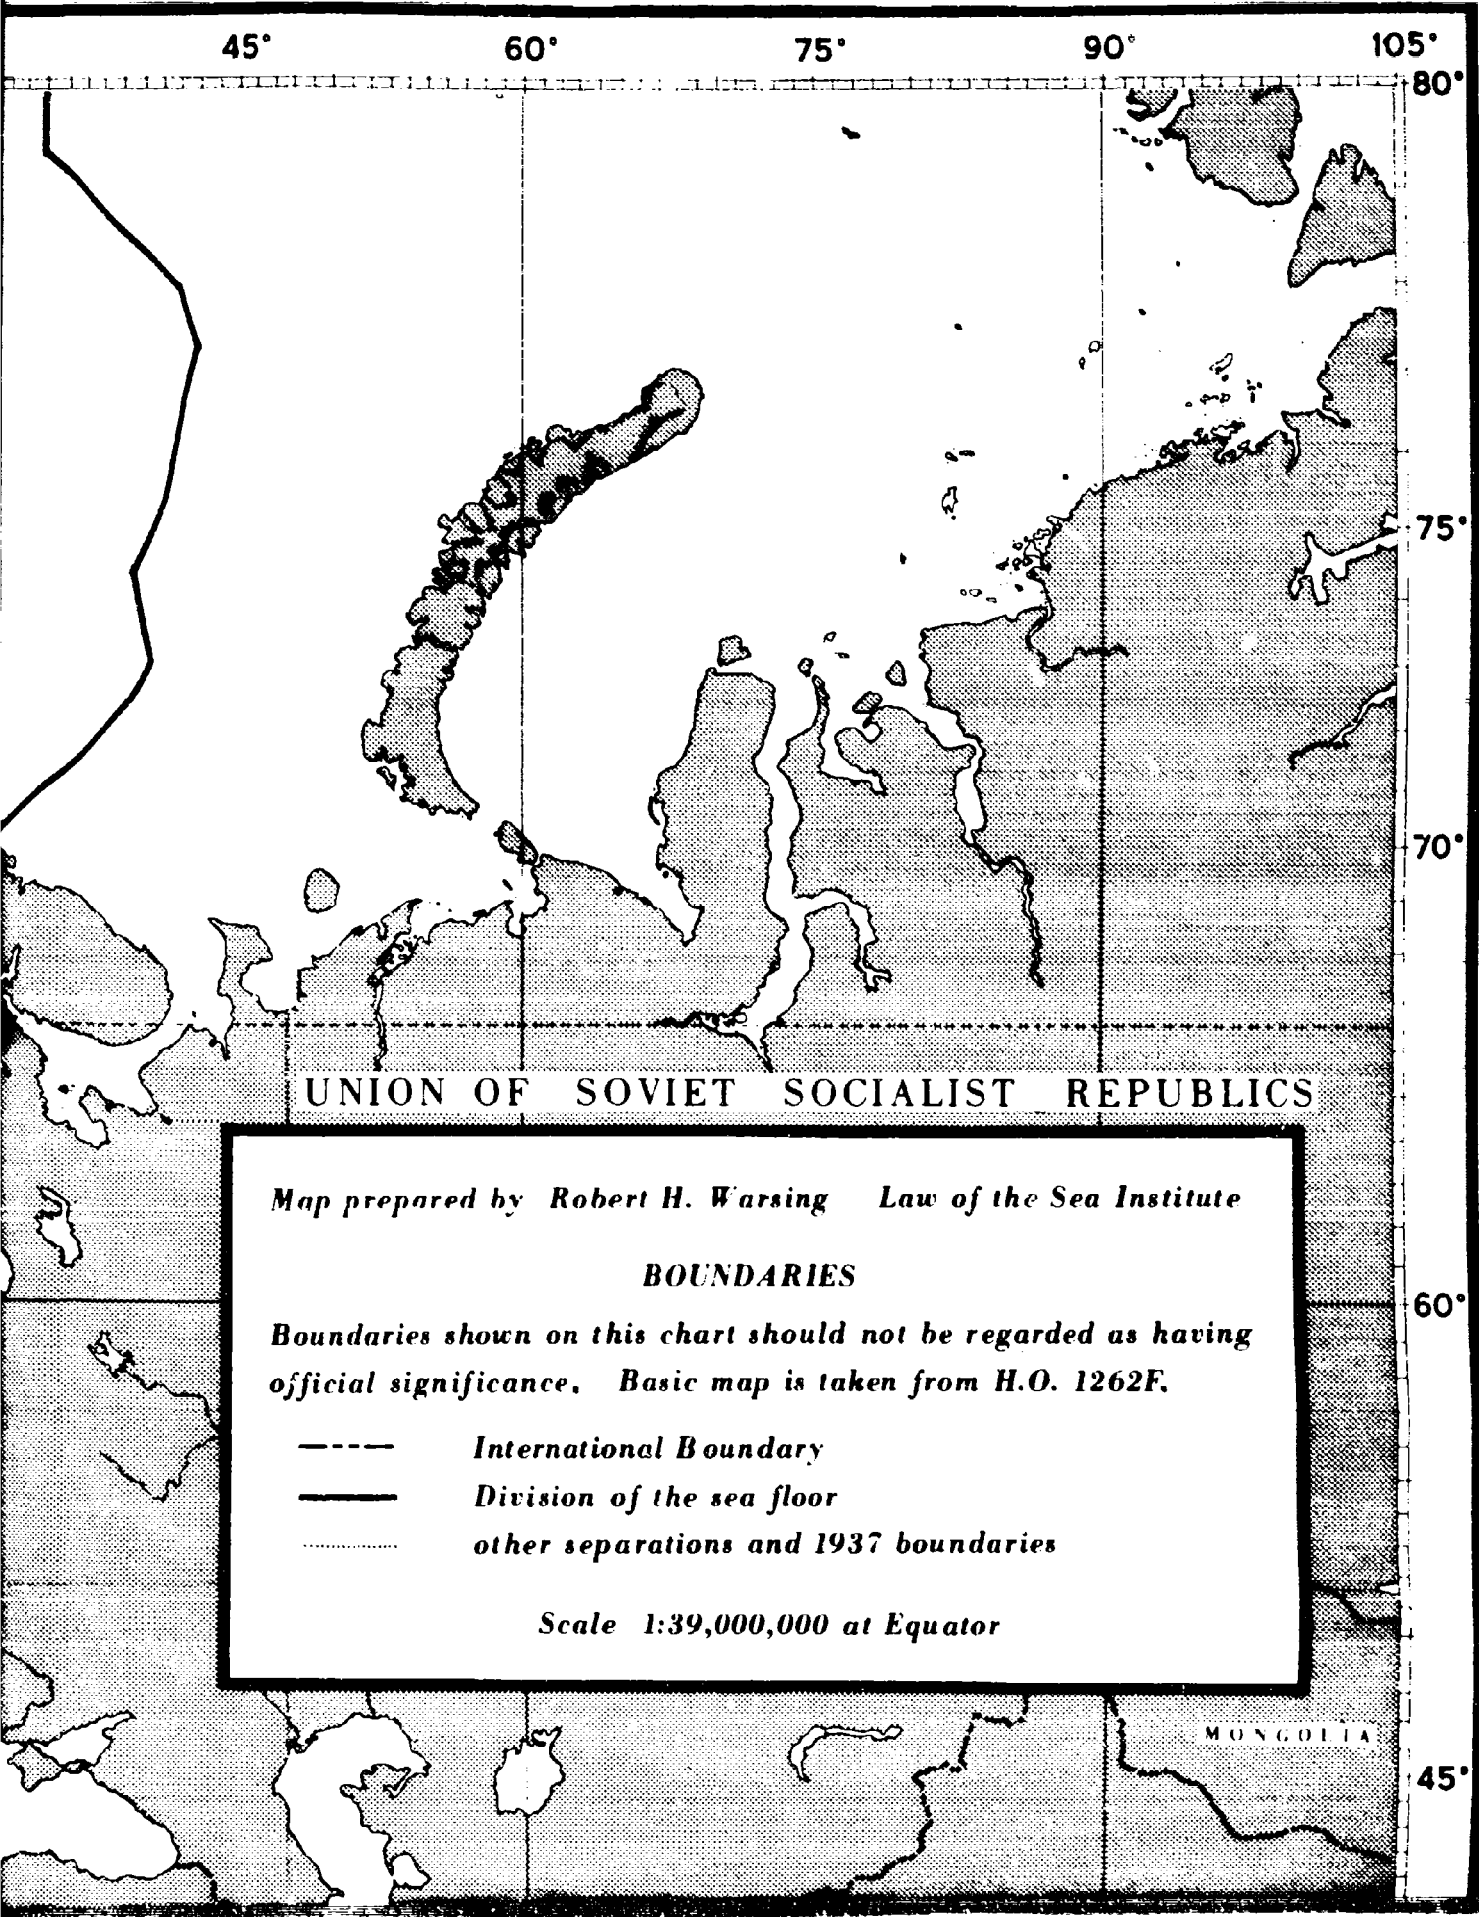 45° 60° 75° 90° 105°
80°
75°
70°
UNION OF SOVIET SOCIALIST REPUBLICS
Map prepared by Robert H. Warsing Law of the Sea Institute
BOUNDARIES
60°
Boundaries shown on this chart should not be regarded as having
official significance. Basic map is taken from H.O. 1262F.
International Boundary
Division of the sea floor
other separations and 1937 boundaries
Scale 1:39,000,000 at Equator
MONGOLIA
45°